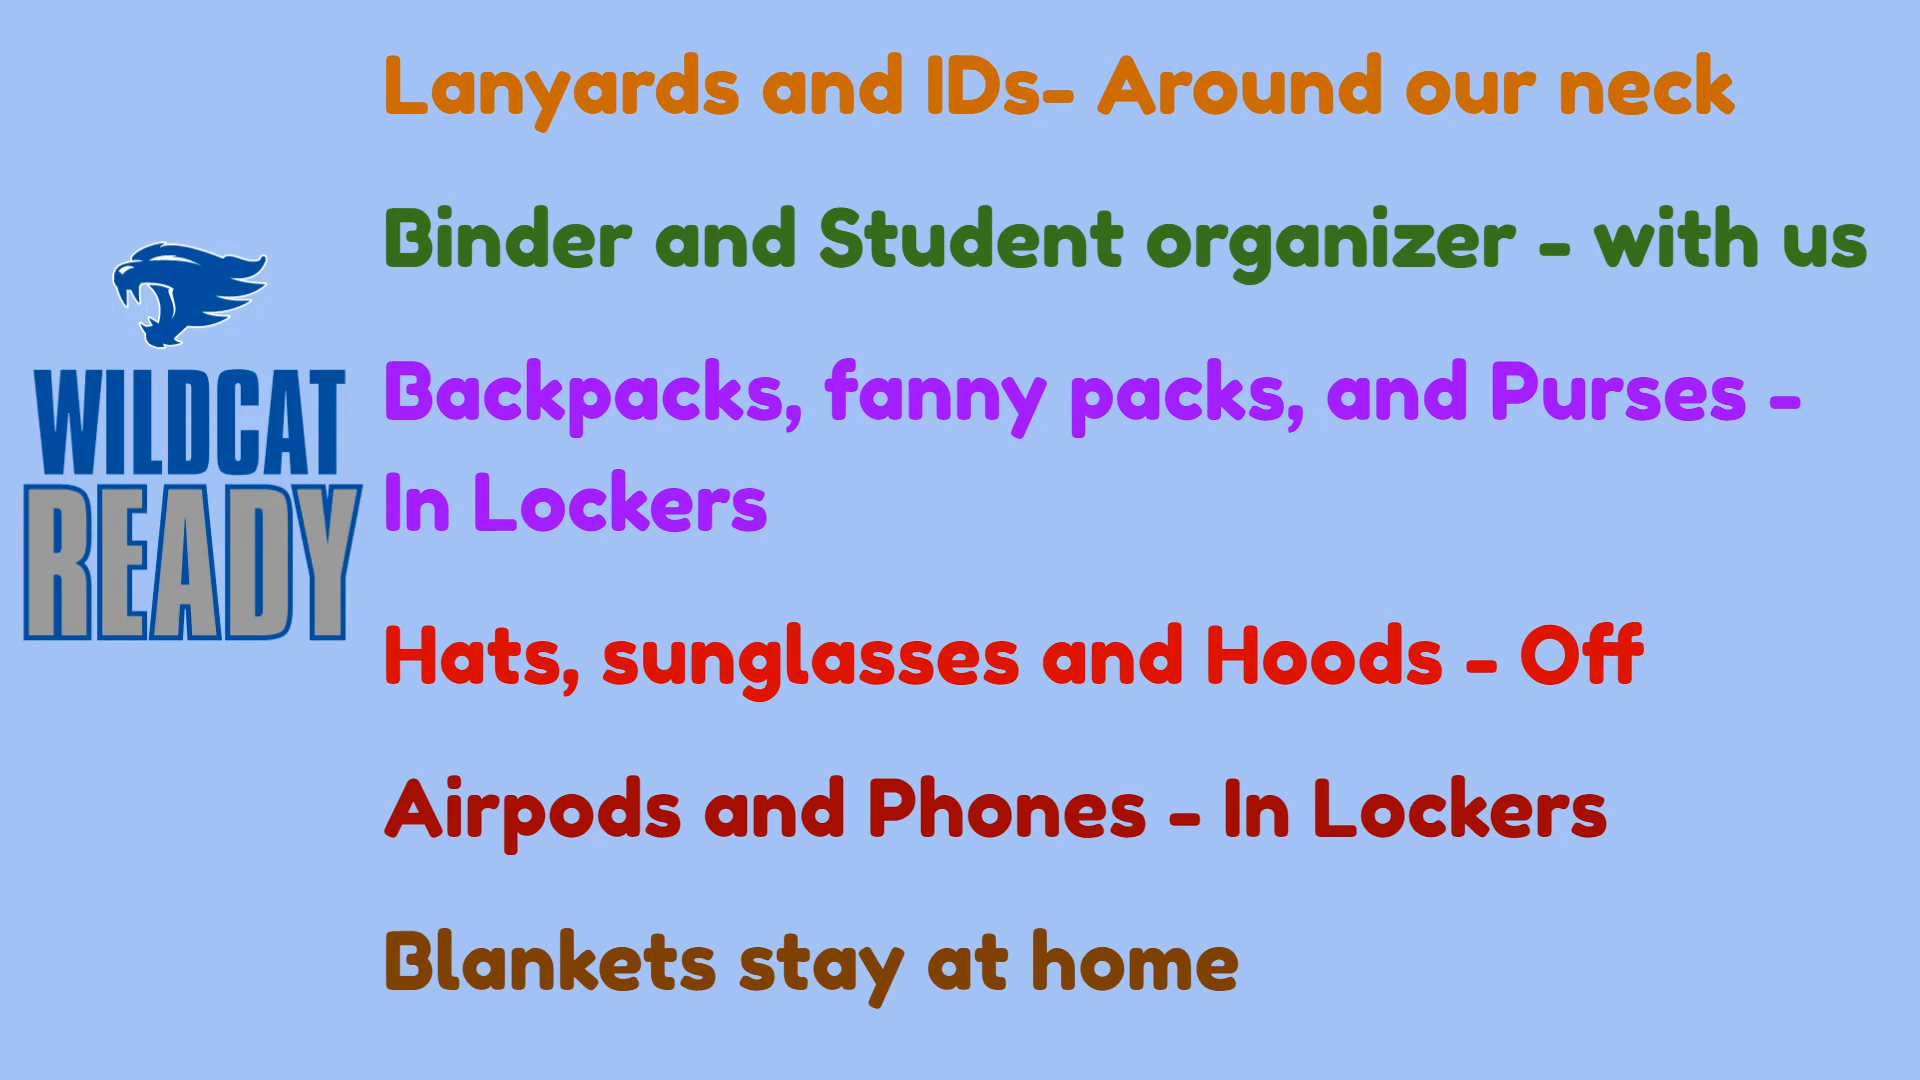 Lanyards and IDs- Around our neck
Binder and Student organizer - with us
Backpacks, fanny packs, and Purses -
In Lockers
Hats, sunglasses and Hoods - Off
Airpods and Phones - In Lockers
Blankets stay at home
WILDCAT
READY